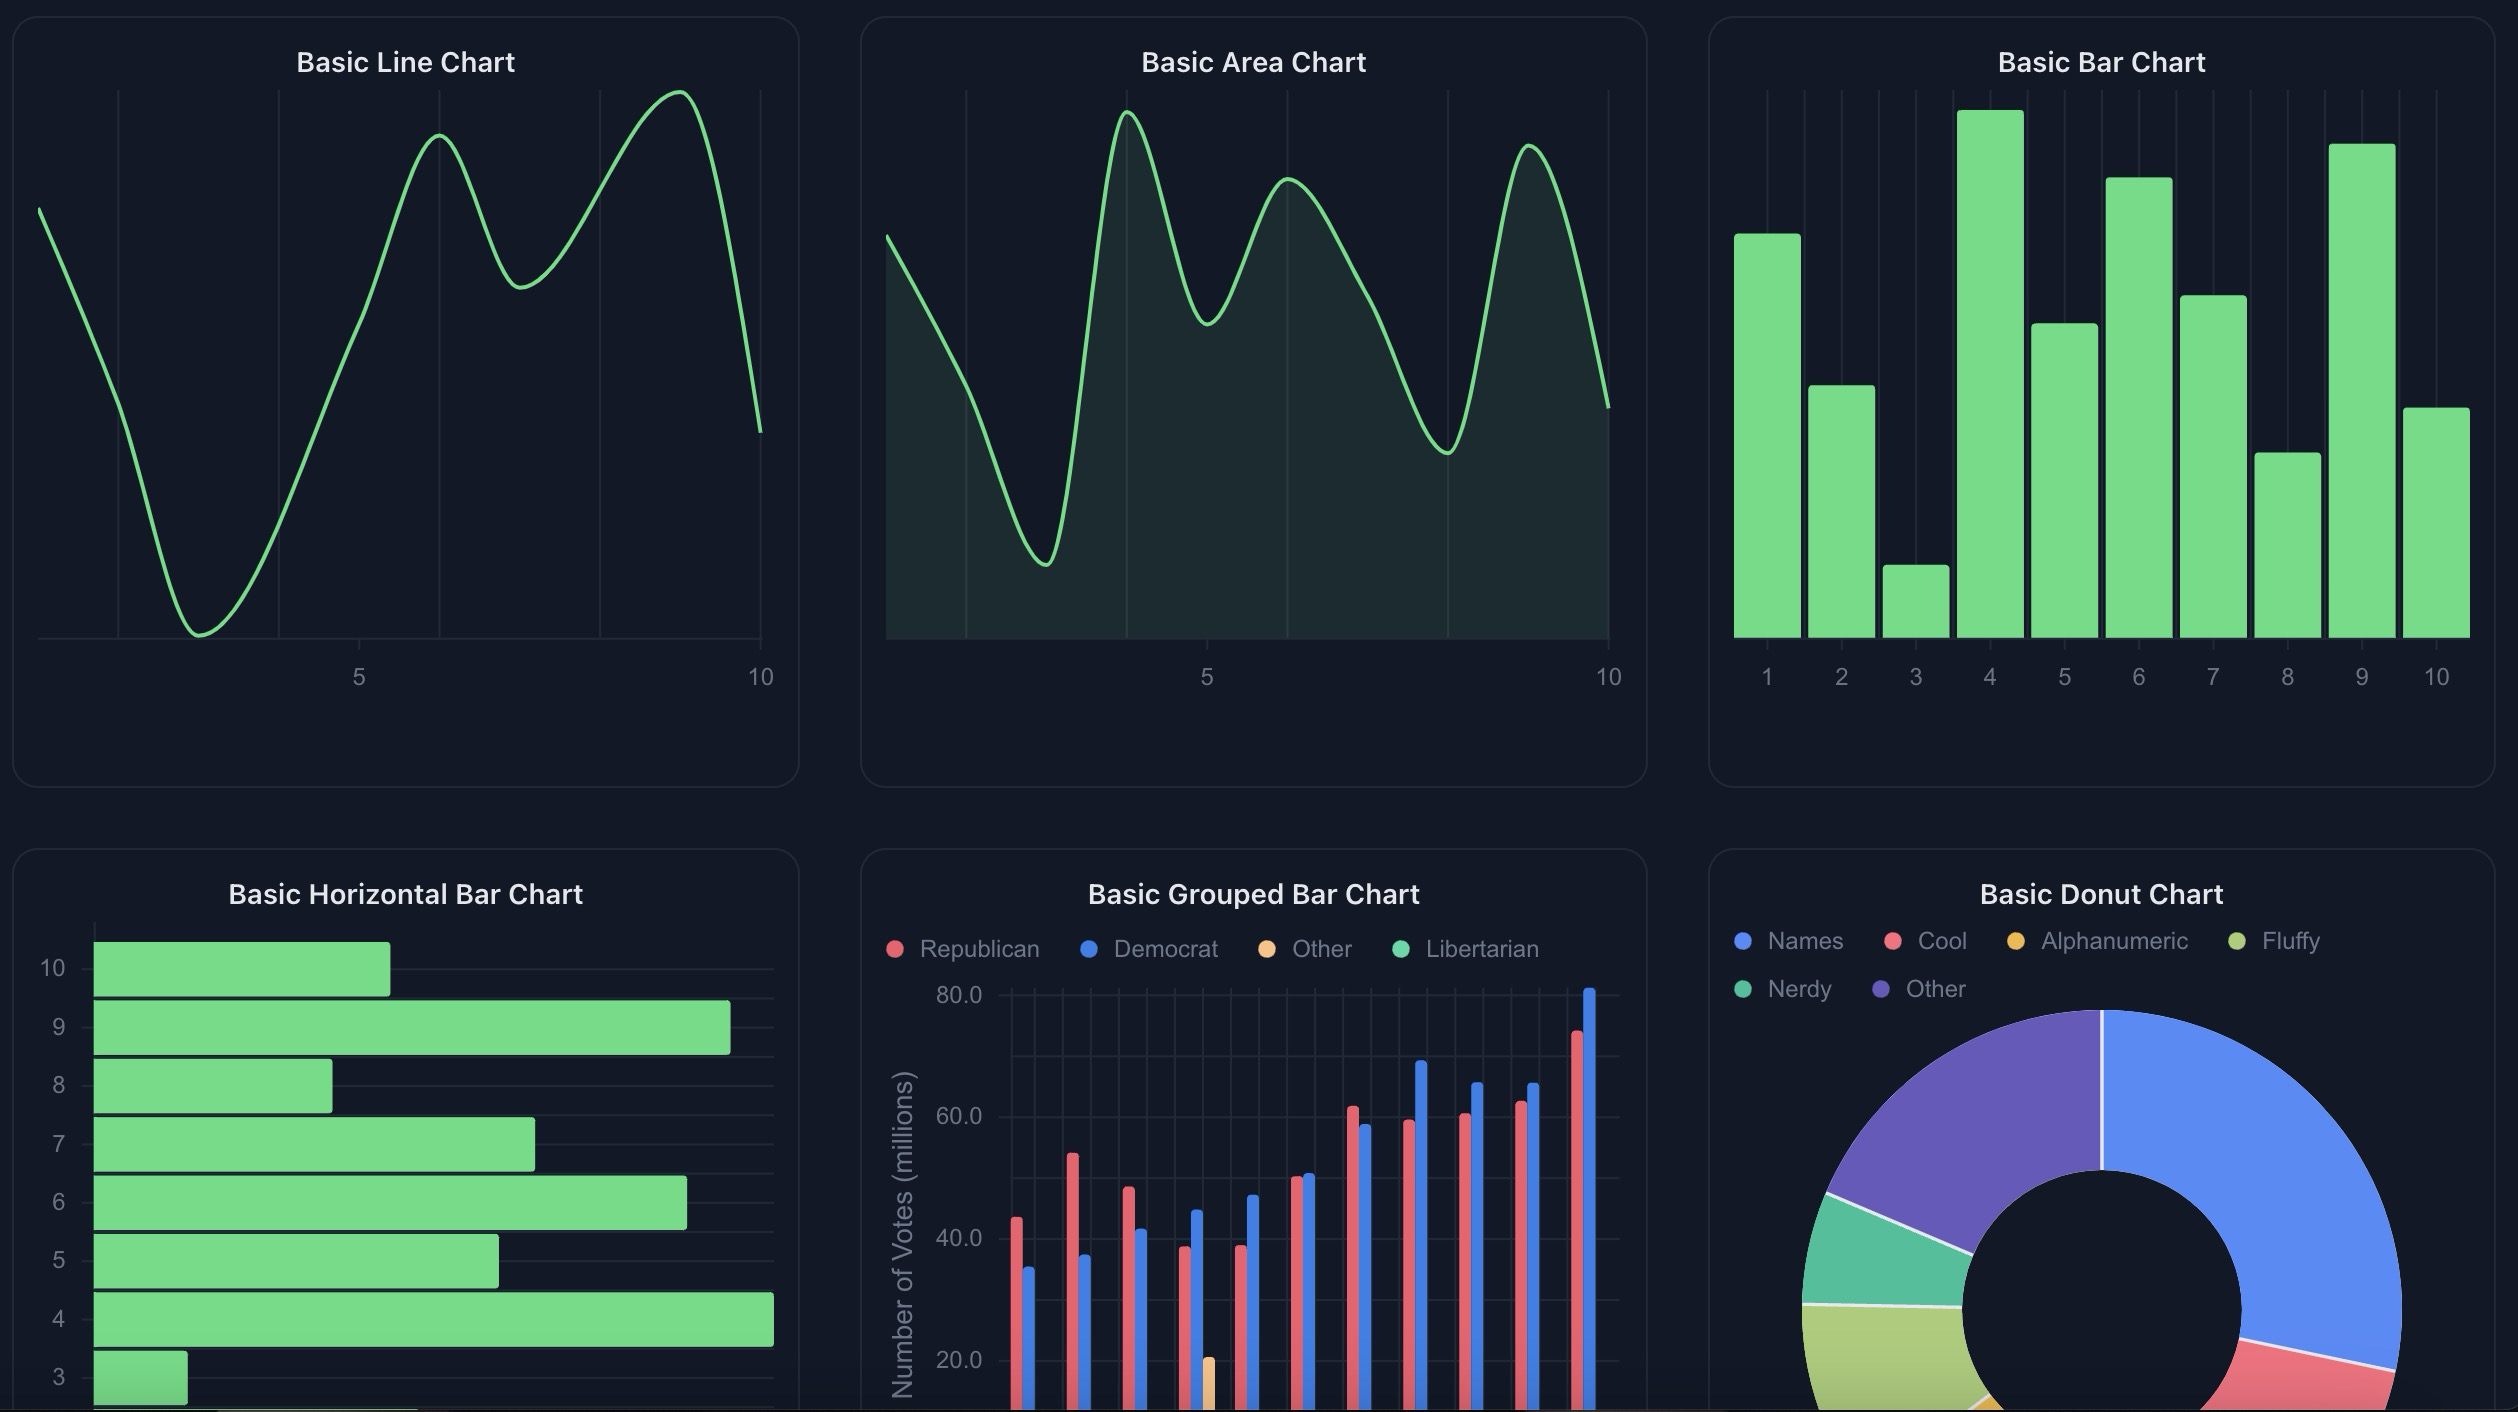 Basic Line Chart
5 10
Basic Area Chart
5 10
Basic Bar Chart
1 2 3 4 5 6 7 8 9 10
Basic Horizontal Bar Chart
10
9
8
7
6
5
4
3
Basic Grouped Bar Chart
Republican Democrat Other Libertarian
Number of Votes (millions)
80.0
60.0
40.0
20.0
Basic Donut Chart
Names Cool Alphanumeric Fluffy
Nerdy Other